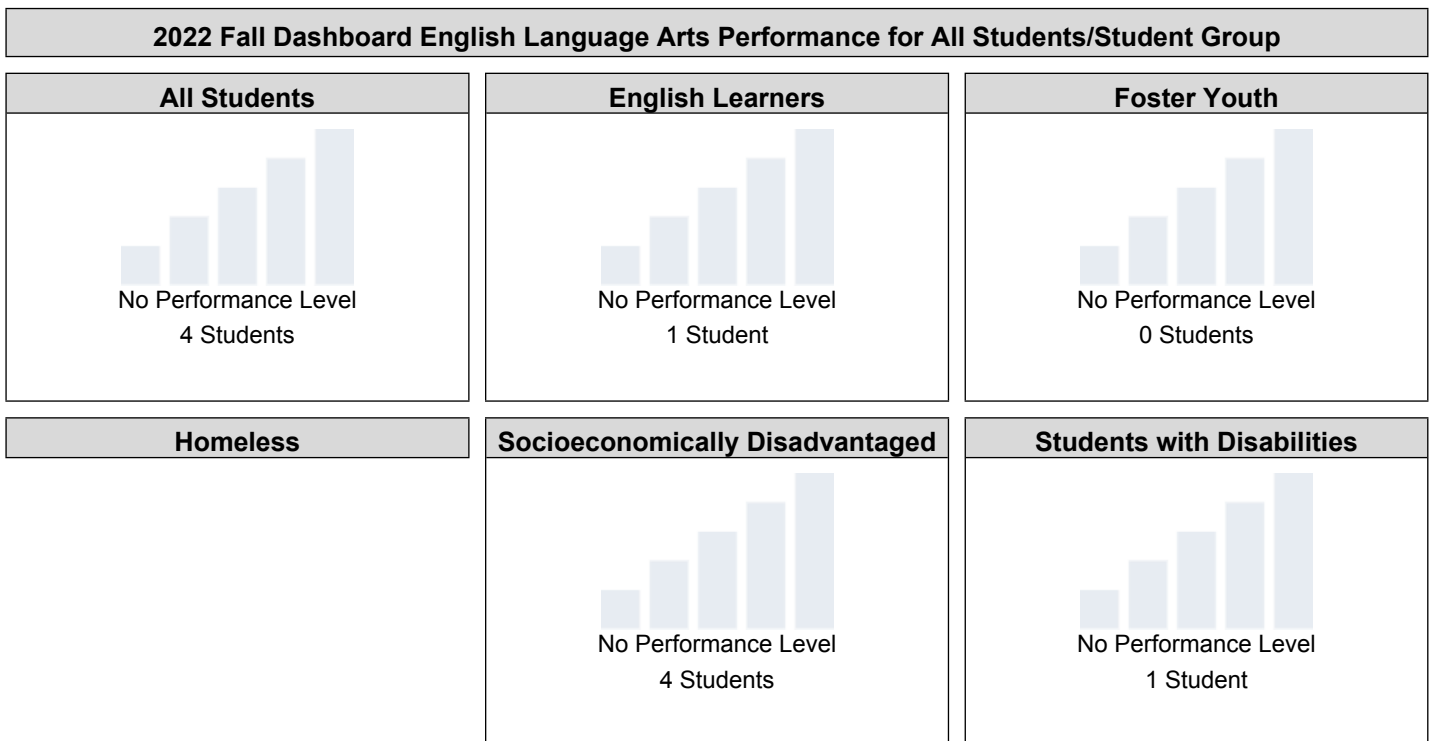 2022 Fall Dashboard English Language Arts Performance for All Students/Student Group
All Students
No Performance Level
4 Students
English Learners
No Performance Level
1 Student
Foster Youth
No Performance Level
0 Students
Homeless
Socioeconomically Disadvantaged
No Performance Level
4 Students
Students with Disabilities
No Performance Level
1 Student